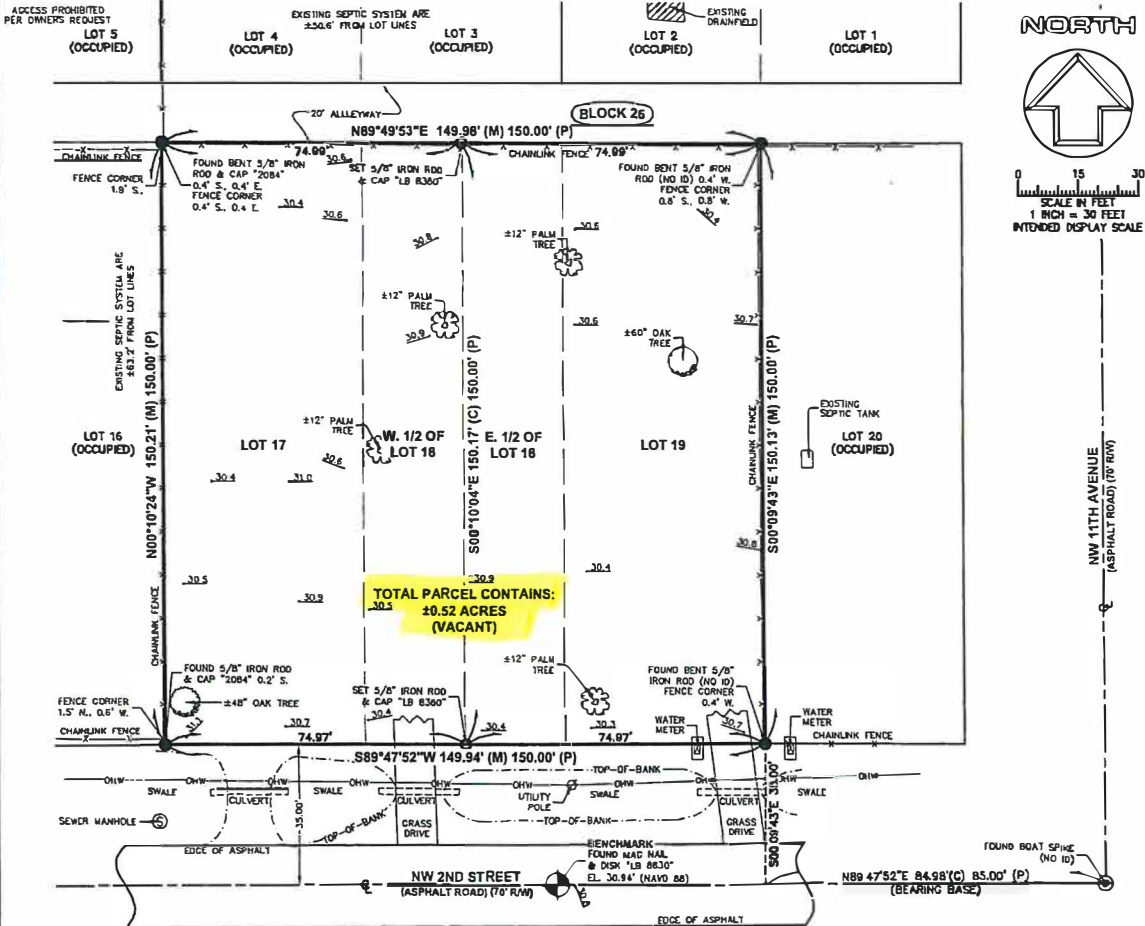 ACCESS PROHIBITED
PER OWNERS REQUEST
LOT 5
(OCCUPIED)
LOT 4
(OCCUPIED)
EXISTING SEPTIC SYSTEM ARE
±50.6' FROM LOT LINES
LOT 3
(OCCUPIED)
LOT 2
(OCCUPIED)
EXISTING
DRAINFIELD
LOT 1
(OCCUPIED)
NORTH
0 15 30
SCALE IN FEET
1 INCH = 30 FEET
INTENDED DISPLAY SCALE
20' ALLEYWAY
BLOCK 26
N89°49'53"E 149.98' (M) 150.00' (P)
74.99'
CHAINLINK FENCE
74.99'
CHAINLINK FENCE
FENCE CORNER
1.9' S.
FOUND BENT 5/8" IRON
ROD & CAP "2084"
0.4' S., 0.4' E.
FENCE CORNER
0.4' S., 0.4 E.
30.6
SET 5/8" IRON ROD
& CAP "LB 8360"
FOUND BENT 5/8" IRON
ROD (NO ID) 0.4' W.
FENCE CORNER
0.8' S., 0.8' W.
30.4
30.6
30.8
30.6
30.4
±12" PALM
TREE
±12" PALM
TREE
30.9
30.6
30.7
±60" OAK
TREE
EXISTING SEPTIC SYSTEM ARE
±63.2' FROM LOT LINES
N00°10'24"W 150.21' (M) 150.00' (P)
S00°10'04"E 150.17' (C) 150.00' (P)
CHAINLINK FENCE
S00°09'43"E 150.13' (M) 150.00' (P)
EXISTING
SEPTIC TANK
LOT 16
(OCCUPIED)
LOT 17
±12" PALM
TREE
W. 1/2 OF
LOT 18
E. 1/2 OF
LOT 18
LOT 19
LOT 20
(OCCUPIED)
NW 11TH AVENUE
(ASPHALT ROAD) (70' R/W)
30.4
31.0
30.6
30.8
30.5
30.9
30.5
30.9
30.4
TOTAL PARCEL CONTAINS:
±0.52 ACRES
(VACANT)
CHAINLINK FENCE
FOUND 5/8" IRON ROD
& CAP "2084" 0.2' S.
±48" OAK TREE
FENCE CORNER
1.5' N., 0.6' W.
CHAINLINK FENCE
31.1
30.7
74.97'
SET 5/8" IRON ROD
& CAP "LB 8360"
30.4
30.4
±12" PALM
TREE
30.3
74.97'
FOUND BENT 5/8"
IRON ROD (NO ID)
FENCE CORNER
0.4' W.
WATER
METER
30.7
WATER
METER
CHAINLINK FENCE
S89°47'52"W 149.94' (M) 150.00' (P)
OHW
SWALE
OHW
CULVERT
OHW
SWALE
OHW
CULVERT
OHW
TOP-OF-BANK
UTILITY
POLE
OHW
SWALE
OH
CULVERT
OHW
SWALE
SEWER MANHOLE
S
35.00'
TOP-OF-BANK
GRASS
DRIVE
TOP-OF-BANK
GRASS
DRIVE
S00°09'43"E 35.00'
EDGE OF ASPHALT
BENCHMARK
FOUND MAG NAIL
& DISK "LB 8630"
EL. 30.94' (NAVD 88)
NW 2ND STREET
(ASPHALT ROAD) (70' R/W)
FOUND BOAT SPIKE
(NO ID)
N89 47'52"E 84.98'(C) 85.00' (P)
(BEARING BASE)
EDGE OF ASPHALT